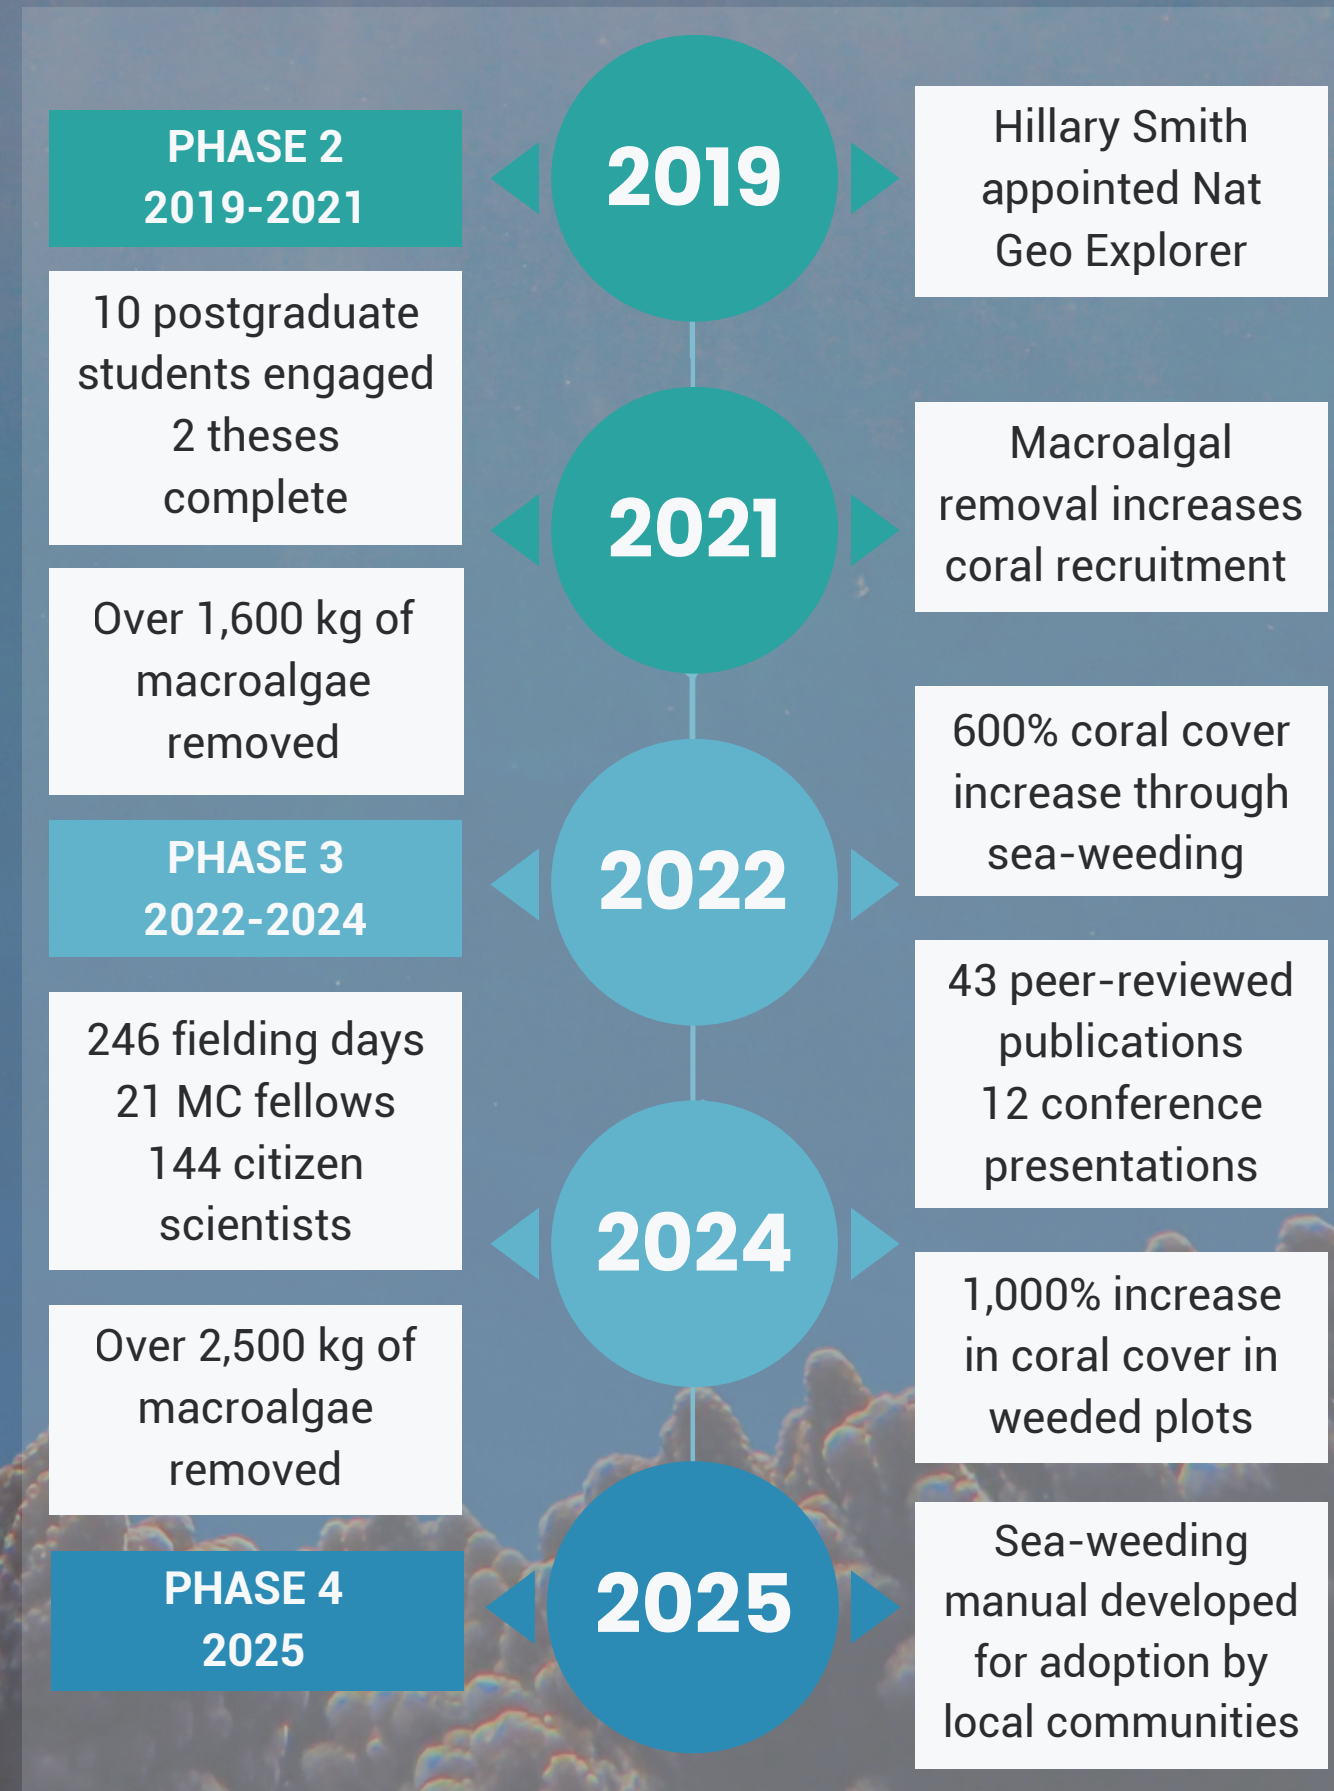 PHASE 2
2019-2021
2019
Hillary Smith
appointed Nat
Geo Explorer
10 postgraduate
students engaged
2 theses
complete
2021
Macroalgal
removal increases
coral recruitment
Over 1,600 kg of
macroalgae
removed
600% coral cover
increase through
sea-weeding
PHASE 3
2022-2024
2022
43 peer-reviewed
publications
12 conference
presentations
246 fielding days
21 MC fellows
144 citizen
scientists
2024
1,000% increase
in coral cover in
weeded plots
Over 2,500 kg of
macroalgae
removed
PHASE 4
2025
2025
Sea-weeding
manual developed
for adoption by
local communities